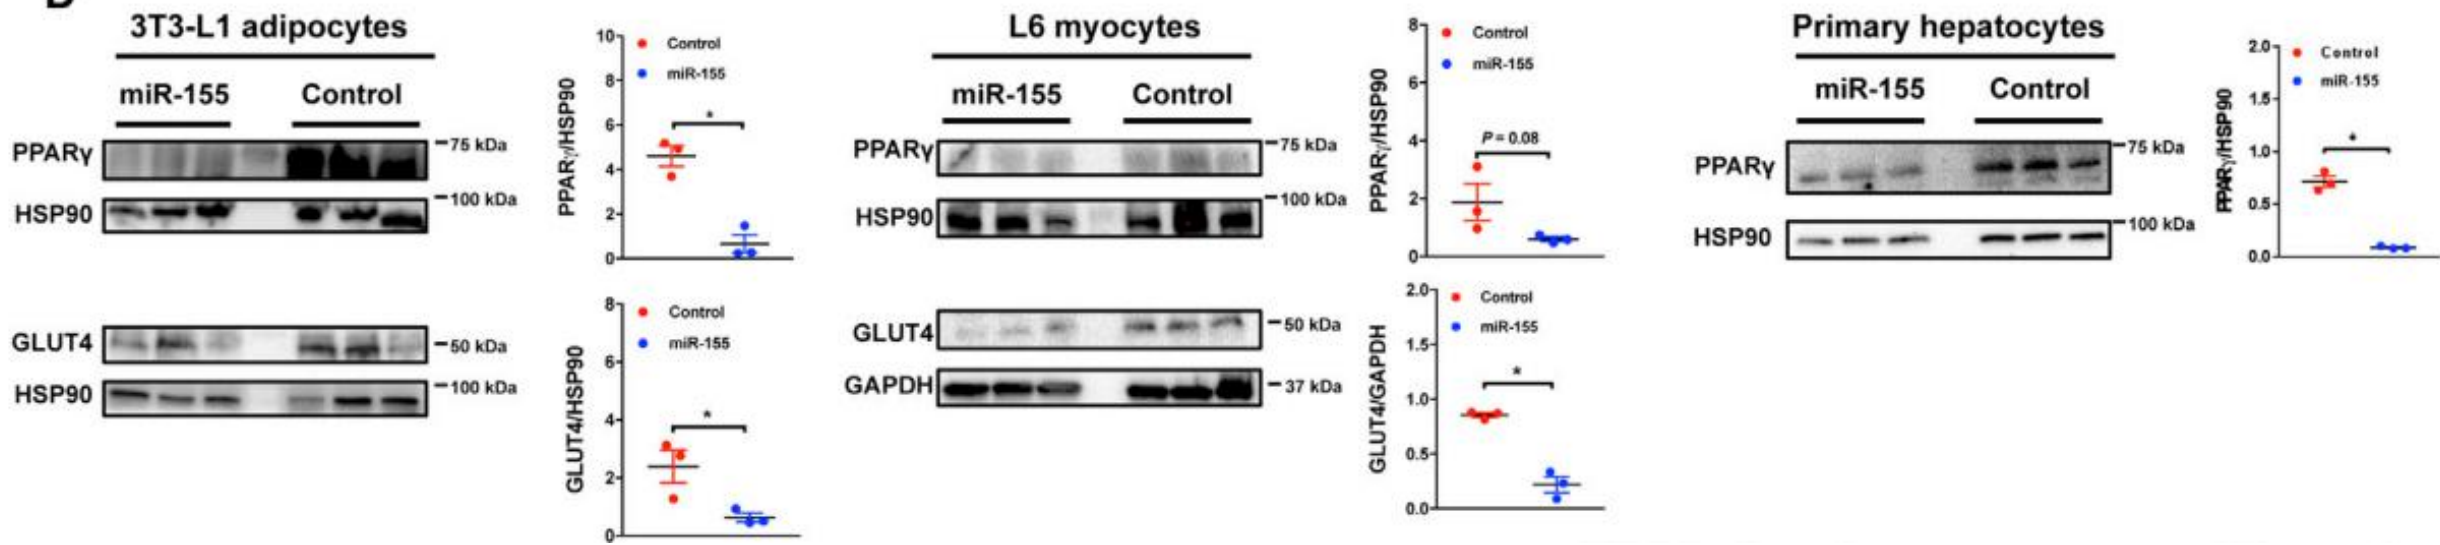 D
3T3-L1 adipocytes
miR-155 Control
PPARγ
75 kDa
HSP90
100 kDa
GLUT4
50 kDa
HSP90
100 kDa
10
8
6
4
2
0
PPARγ/HSP90
Control
miR-155
*
8
6
4
2
0
GLUT4/HSP90
Control
miR-155
*
L6 myocytes
miR-155 Control
PPARγ
75 kDa
HSP90
100 kDa
GLUT4
50 kDa
GAPDH
37 kDa
8
6
4
2
0
PPARγ/HSP90
Control
miR-155
P = 0.08
2.0
1.5
1.0
0.5
0.0
GLUT4/GAPDH
Control
miR-155
*
Primary hepatocytes
miR-155 Control
PPARγ
75 kDa
HSP90
100 kDa
2.0
1.5
1.0
0.5
0.0
PPARγ/HSP90
Control
miR-155
*